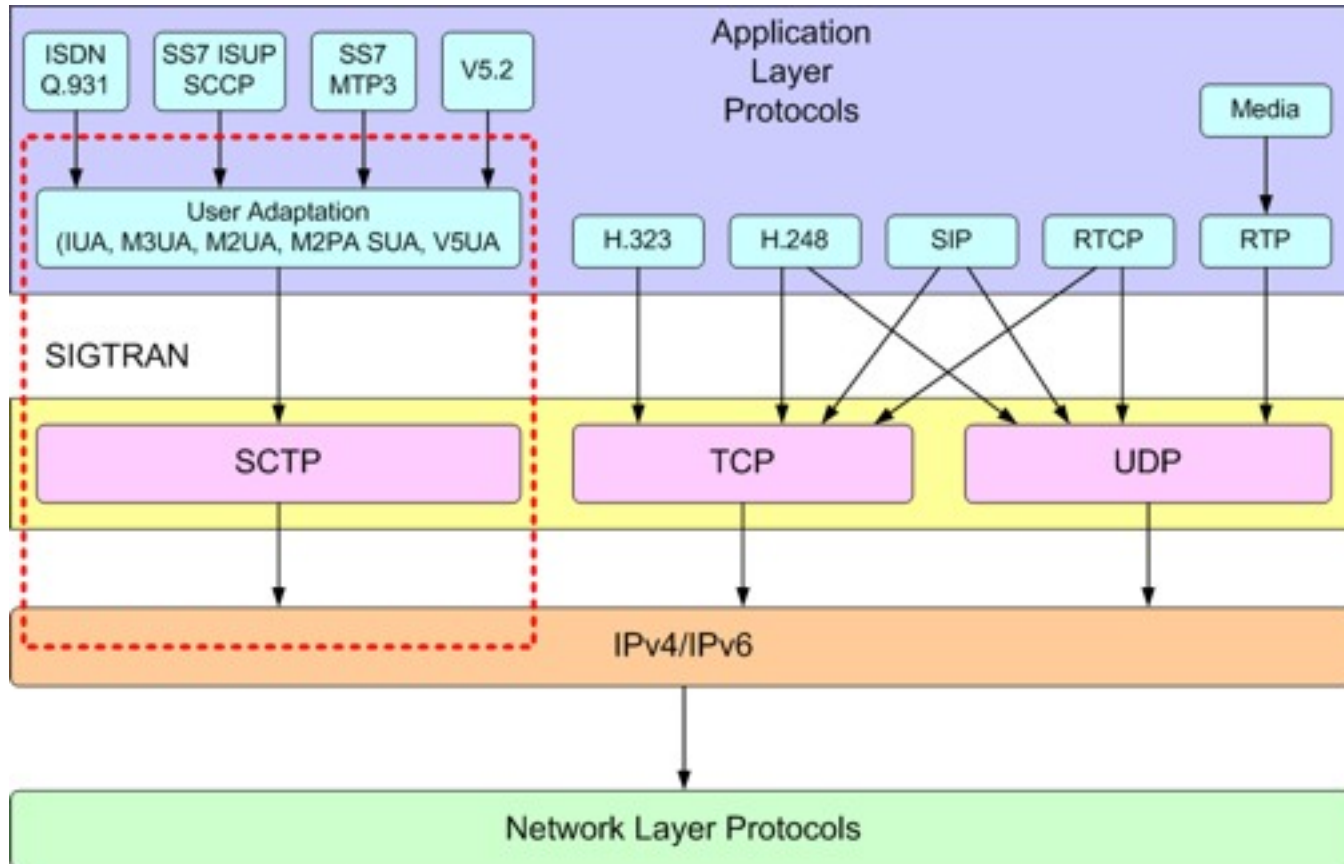 ISDN
Q.931
SS7 ISUP
SCCP
SS7
MTP3
V5.2
Application
Layer
Protocols
Media
User Adaptation
(IUA, M3UA, M2UA, M2PA SUA, V5UA
H.323
H.248
SIP
RTCP
RTP
SIGTRAN
SCTP
TCP
UDP
IPv4/IPv6
Network Layer Protocols